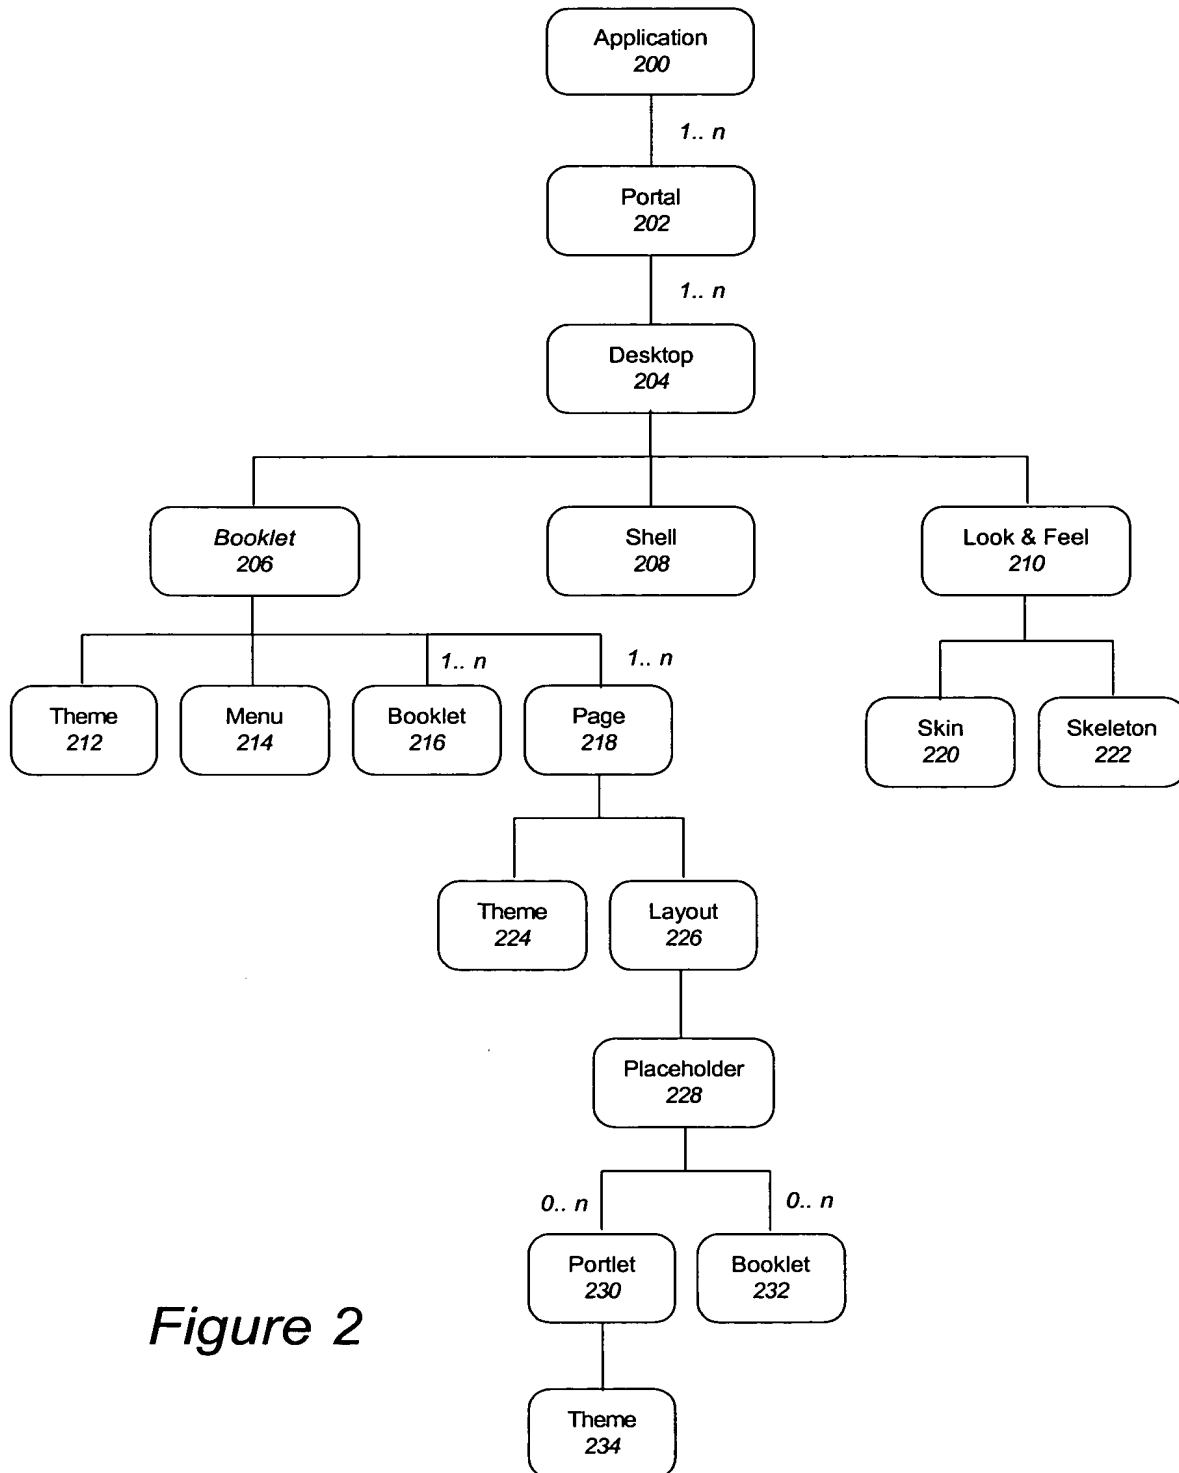 Application
200
1.. n
Portal
202
1.. n
Desktop
204
Booklet
206
Shell
208
Look & Feel
210
1.. n
1.. n
Theme
212
Menu
214
Booklet
216
Page
218
Skin
220
Skeleton
222
Theme
224
Layout
226
Placeholder
228
0.. n
0.. n
Portlet
230
Booklet
232
Figure 2
Theme
234